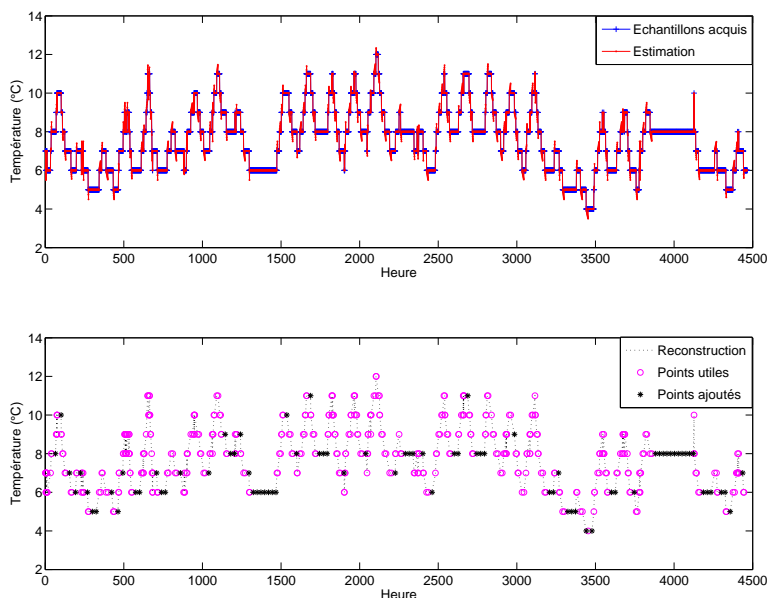 14
12
10
8
6
4
2
Température (°C)
Echantillons acquis
Estimation
0 500 1000 1500 2000 2500 3000 3500 4000 4500
Heure
14
12
10
8
6
4
2
Température (°C)
Reconstruction
Points utiles
Points ajoutés
0 500 1000 1500 2000 2500 3000 3500 4000 4500
Heure